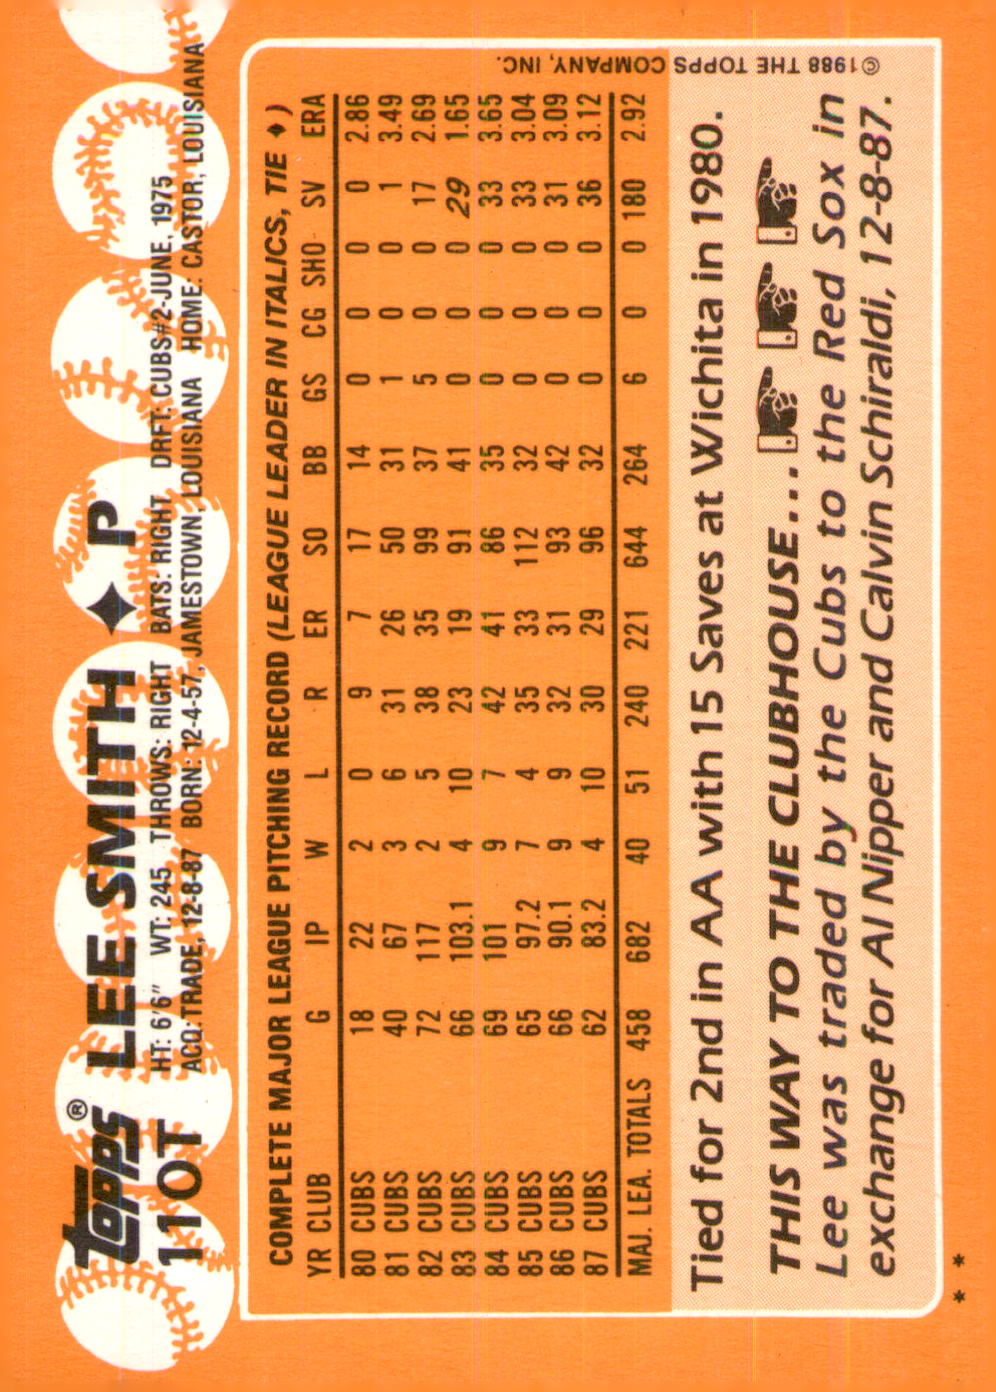 TOPPS®
110T
LEE SMITH ✦ P
HT: 6'6" WT: 245 THROWS: RIGHT BATS: RIGHT DRFT: CUBS#2-JUNE, 1975
ACQ: TRADE, 12-8-87 BORN: 12-4-57, JAMESTOWN, LOUISIANA HOME: CASTOR, LOUISIANA
COMPLETE MAJOR LEAGUE PITCHING RECORD (LEAGUE LEADER IN ITALICS, TIE ♦)
YR CLUB G IP W L R ER SO BB GS CG SHO SV ERA
80 CUBS 18 22 2 0 9 7 17 14 0 0 0 0 2.86
81 CUBS 40 67 3 6 31 26 50 31 1 0 0 1 3.49
82 CUBS 72 117 2 5 38 35 99 37 5 0 0 17 2.69
83 CUBS 66 103.1 4 10 23 19 91 41 0 0 0 29 1.65
84 CUBS 69 101 9 7 42 41 86 35 0 0 0 33 3.65
85 CUBS 65 97.2 7 4 35 33 112 32 0 0 0 33 3.04
86 CUBS 66 90.1 9 9 32 31 93 42 0 0 0 31 3.09
87 CUBS 62 83.2 4 10 30 29 96 32 0 0 0 36 3.12
MAJ. LEA. TOTALS 458 682 40 51 240 221 644 264 6 0 0 180 2.92
Tied for 2nd in AA with 15 Saves at Wichita in 1980.
THIS WAY TO THE CLUBHOUSE...
Lee was traded by the Cubs to the Red Sox in
exchange for Al Nipper and Calvin Schiraldi, 12-8-87.
©1988 THE TOPPS COMPANY, INC.
* *